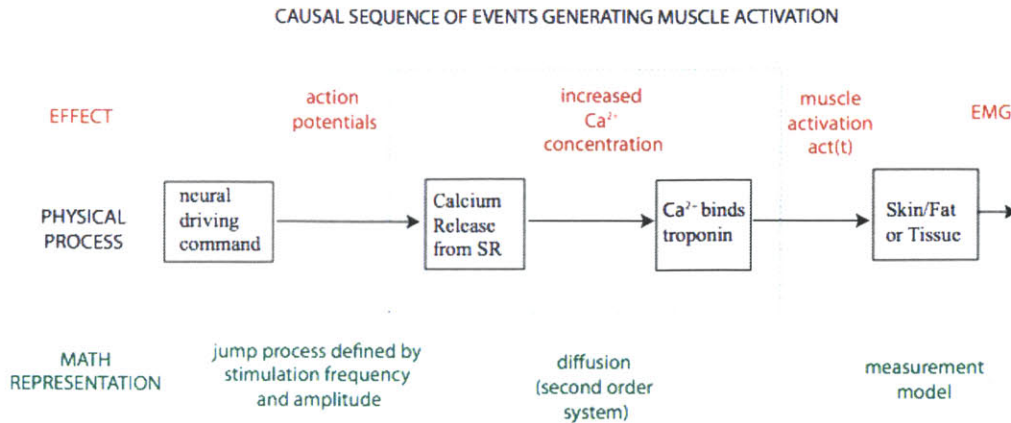 CAUSAL SEQUENCE OF EVENTS GENERATING MUSCLE ACTIVATION
EFFECT
action
potentials
increased
Ca²⁻
concentration
muscle
activation
act(t)
EMG
PHYSICAL
PROCESS
neural
driving
command
Calcium
Release
from SR
Ca²⁻ binds
troponin
Skin/Fat
or Tissue
MATH
REPRESENTATION
jump process defined by
stimulation frequency
and amplitude
diffusion
(second order
system)
measurement
model